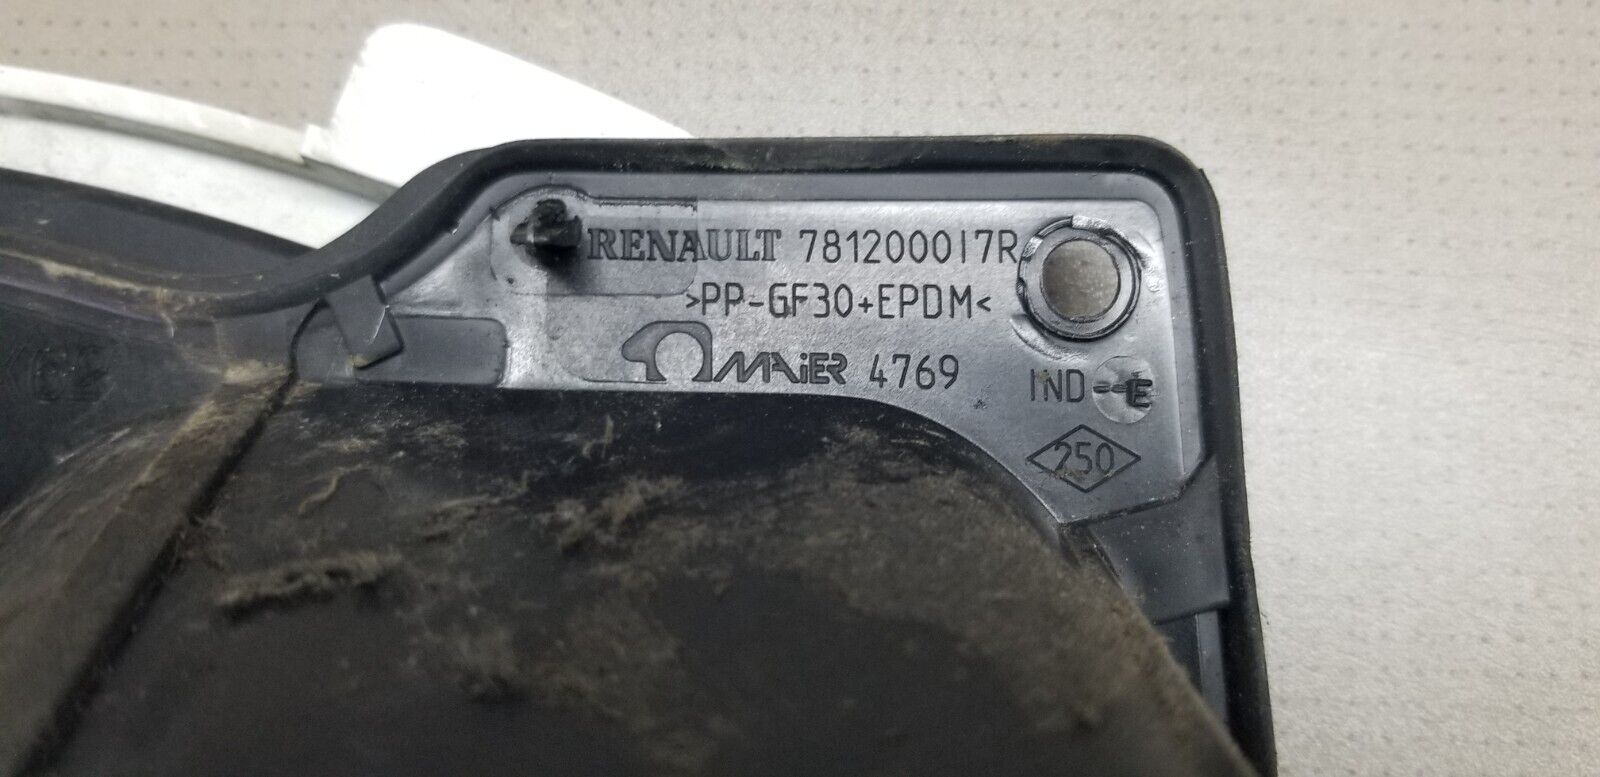 RENAULT 781200017R
>PP-GF30+EPDM<
MAiER 4769 IND--E
250